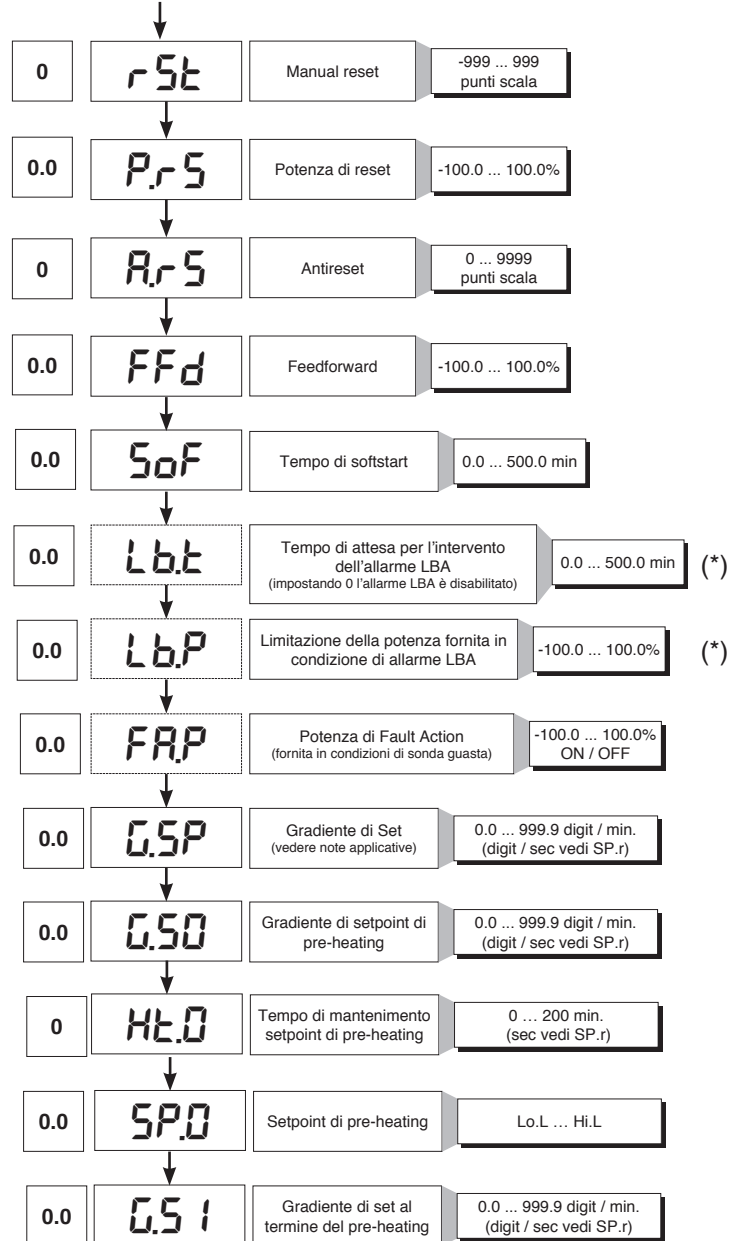 0
rSt
Manual reset
-999 ... 999
punti scala
0.0
P.rS
Potenza di reset
-100.0 ... 100.0%
0
A.rS
Antireset
0 ... 9999
punti scala
0.0
FFd
Feedforward
-100.0 ... 100.0%
0.0
SoF
Tempo di softstart
0.0 ... 500.0 min
0.0
Lb.t
Tempo di attesa per l'intervento
dell'allarme LBA
(impostando 0 l'allarme LBA è disabilitato)
0.0 ... 500.0 min
(*)
0.0
Lb.P
Limitazione della potenza fornita in
condizione di allarme LBA
-100.0 ... 100.0%
(*)
0.0
FA.P
Potenza di Fault Action
(fornita in condizioni di sonda guasta)
-100.0 ... 100.0%
ON / OFF
0.0
G.SP
Gradiente di Set
(vedere note applicative)
0.0 ... 999.9 digit / min.
(digit / sec vedi SP.r)
0.0
G.S0
Gradiente di setpoint di
pre-heating
0.0 ... 999.9 digit / min.
(digit / sec vedi SP.r)
0
Ht.0
Tempo di mantenimento
setpoint di pre-heating
0 … 200 min.
(sec vedi SP.r)
0.0
SP.0
Setpoint di pre-heating
Lo.L … Hi.L
0.0
G.S1
Gradiente di set al
termine del pre-heating
0.0 ... 999.9 digit / min.
(digit / sec vedi SP.r)